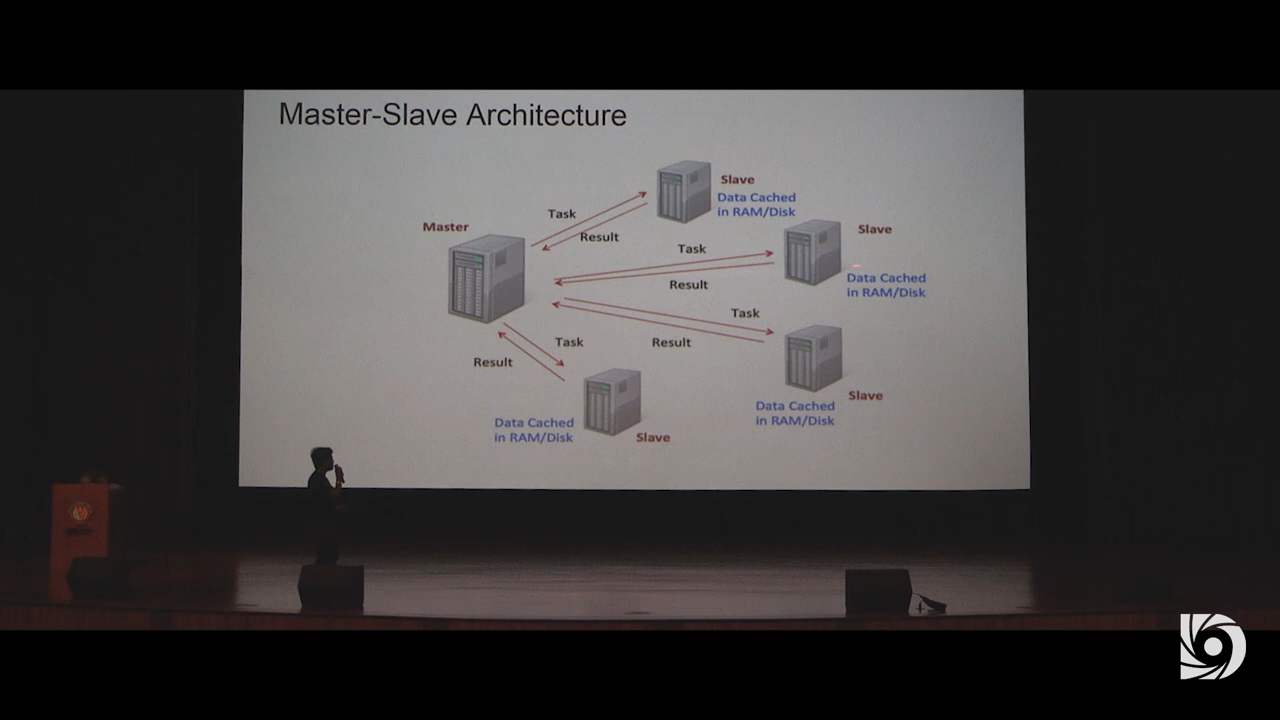 Master-Slave Architecture
Slave
Data Cached
in RAM/Disk
Task
Master
Result
Slave
Task
Data Cached
in RAM/Disk
Result
Task
Result
Task
Result
Slave
Data Cached
in RAM/Disk
Data Cached
in RAM/Disk
Slave